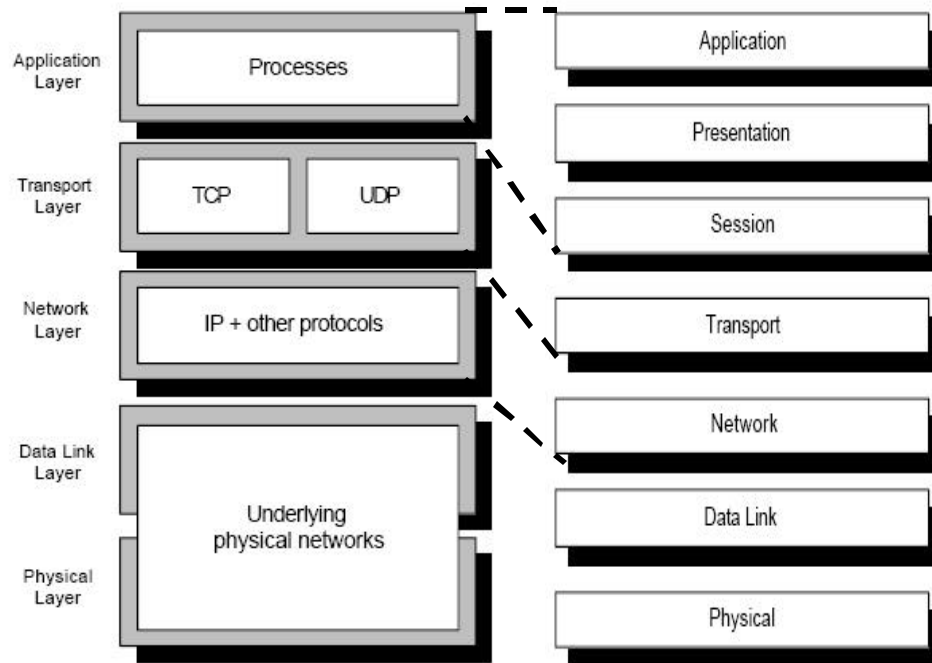 Application
Layer
Processes
Transport
Layer
TCP
UDP
Network
Layer
IP + other protocols
Data Link
Layer
Underlying
physical networks
Physical
Layer
Application
Presentation
Session
Transport
Network
Data Link
Physical